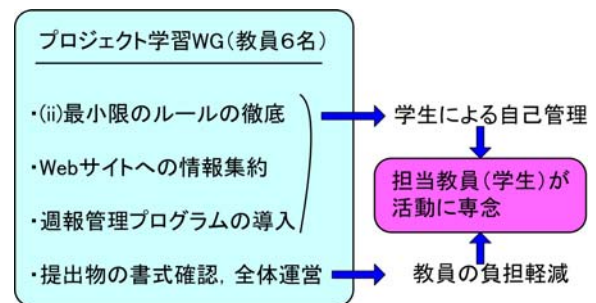 プロジェクト学習WG(教員6名)
・(ii)最小限のルールの徹底
・Webサイトへの情報集約
・週報管理プログラムの導入
・提出物の書式確認，全体運営
学生による自己管理
担当教員(学生)が
活動に専念
教員の負担軽減